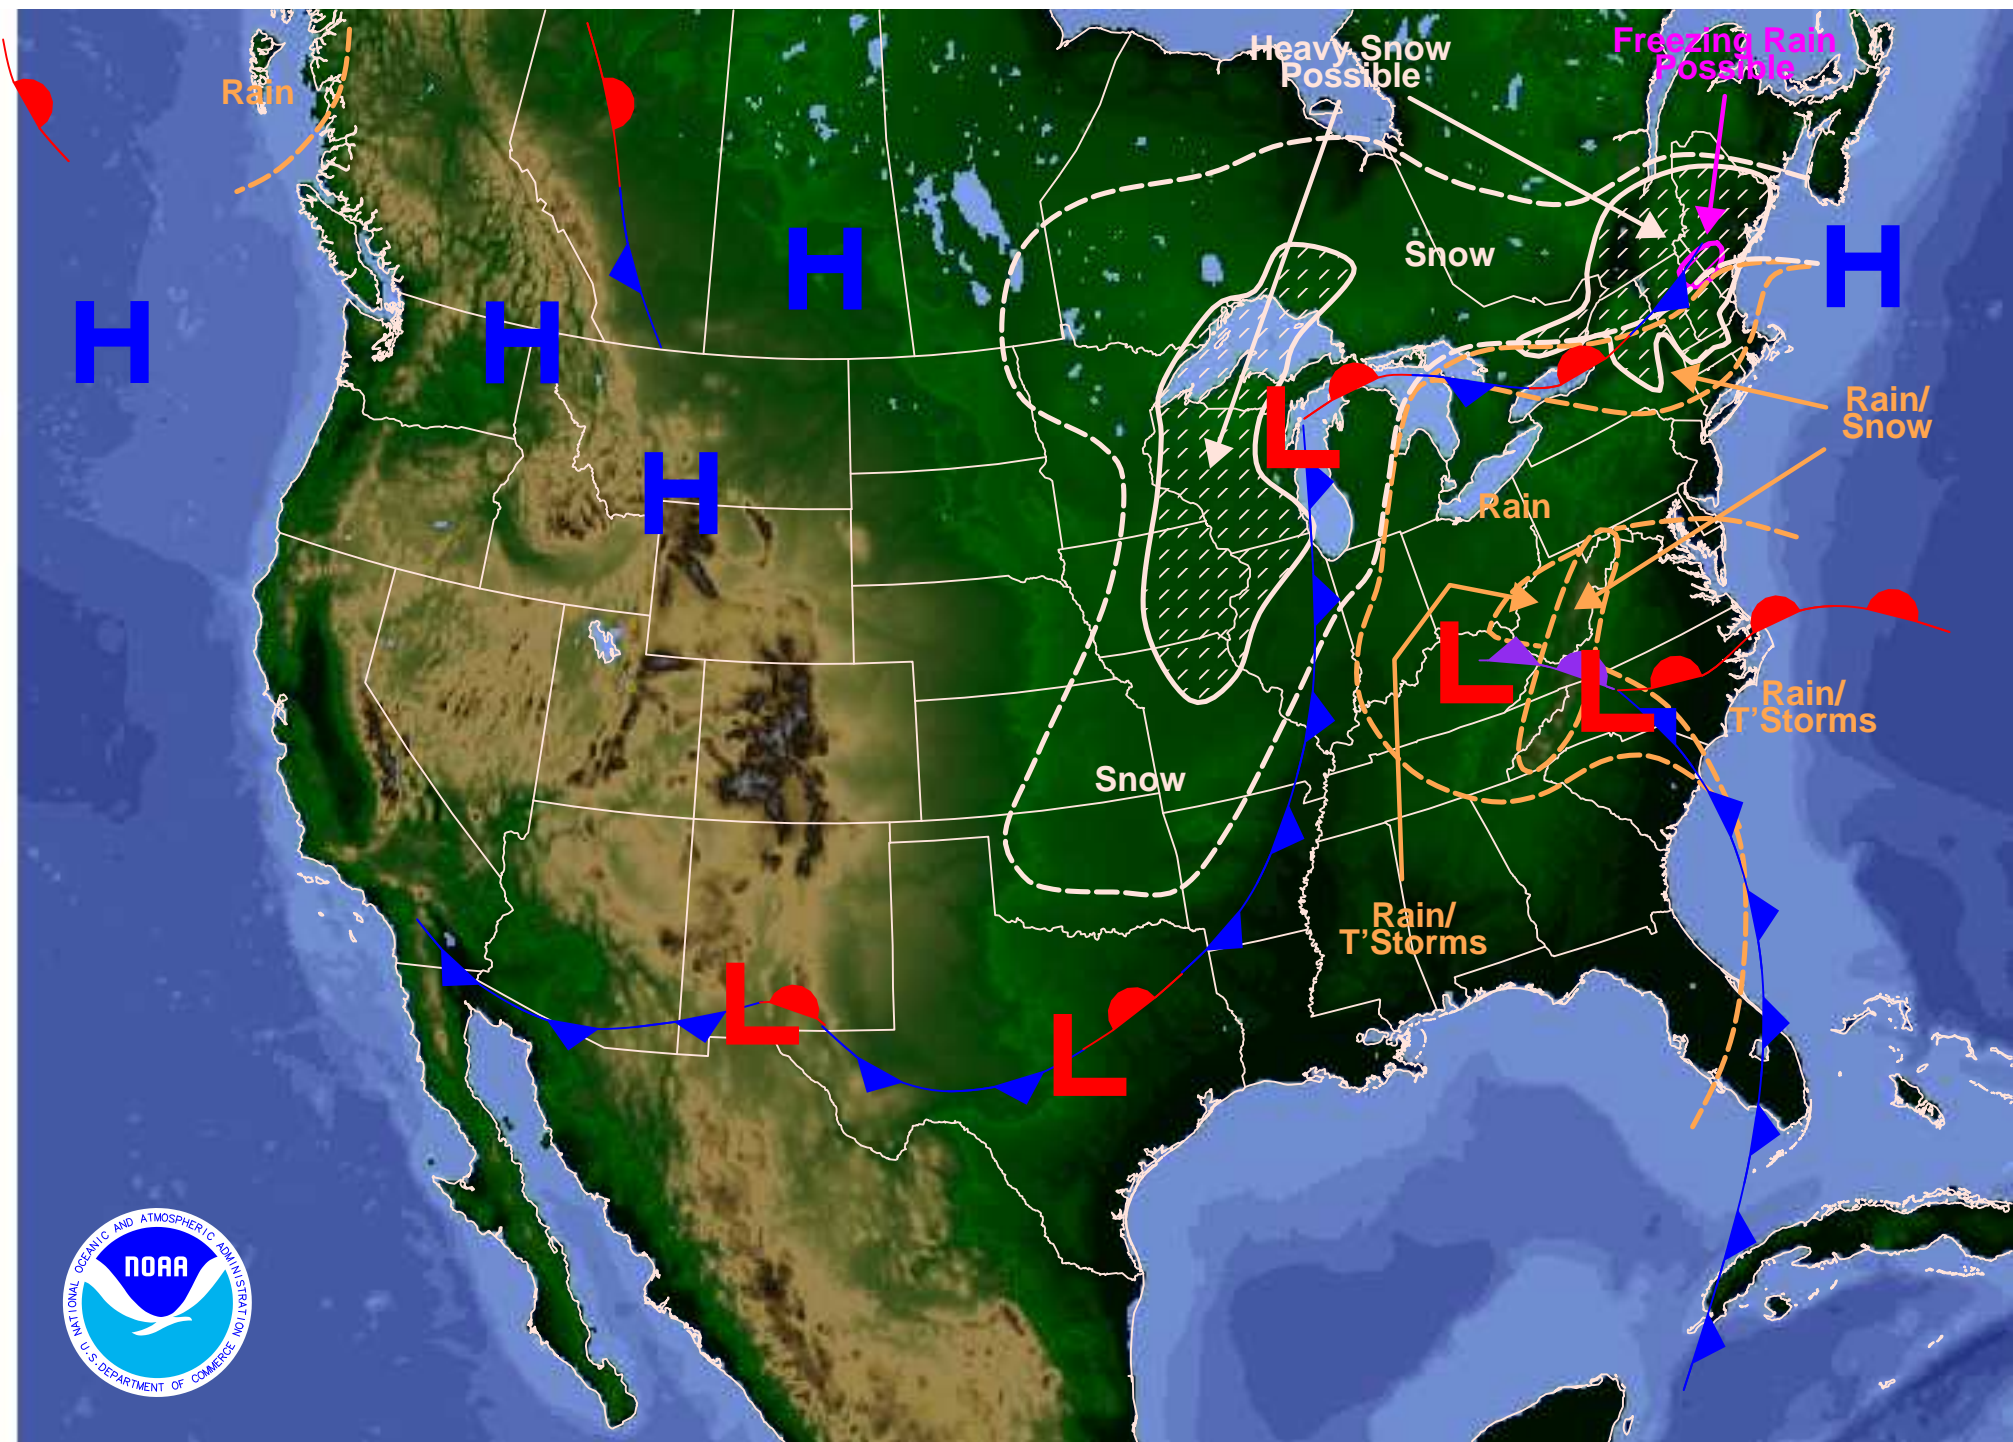 Heavy Snow
Possible
Freezing Rain
Possible
Rain
H
H
H
H
H
Snow
L
Rain/
Snow
Rain
L
L
Rain/
T'Storms
Snow
Rain/
T'Storms
L
L
NATIONAL OCEANIC AND ATMOSPHERIC ADMINISTRATION
NOAA
U.S. DEPARTMENT OF COMMERCE